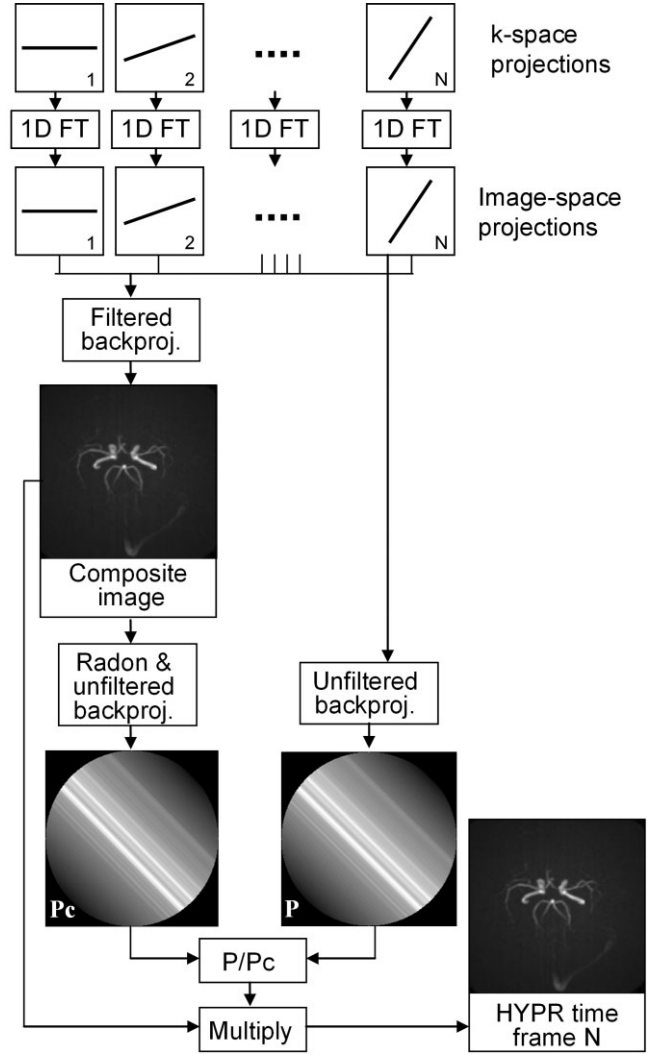 k-space
projections
1
2
N
1D FT
1D FT
1D FT
1D FT
Image-space
projections
1
2
N
Filtered
backproj.
Composite
image
Radon &
unfiltered
backproj.
Unfiltered
backproj.
Pc
P
P/Pc
Multiply
HYPR time
frame N